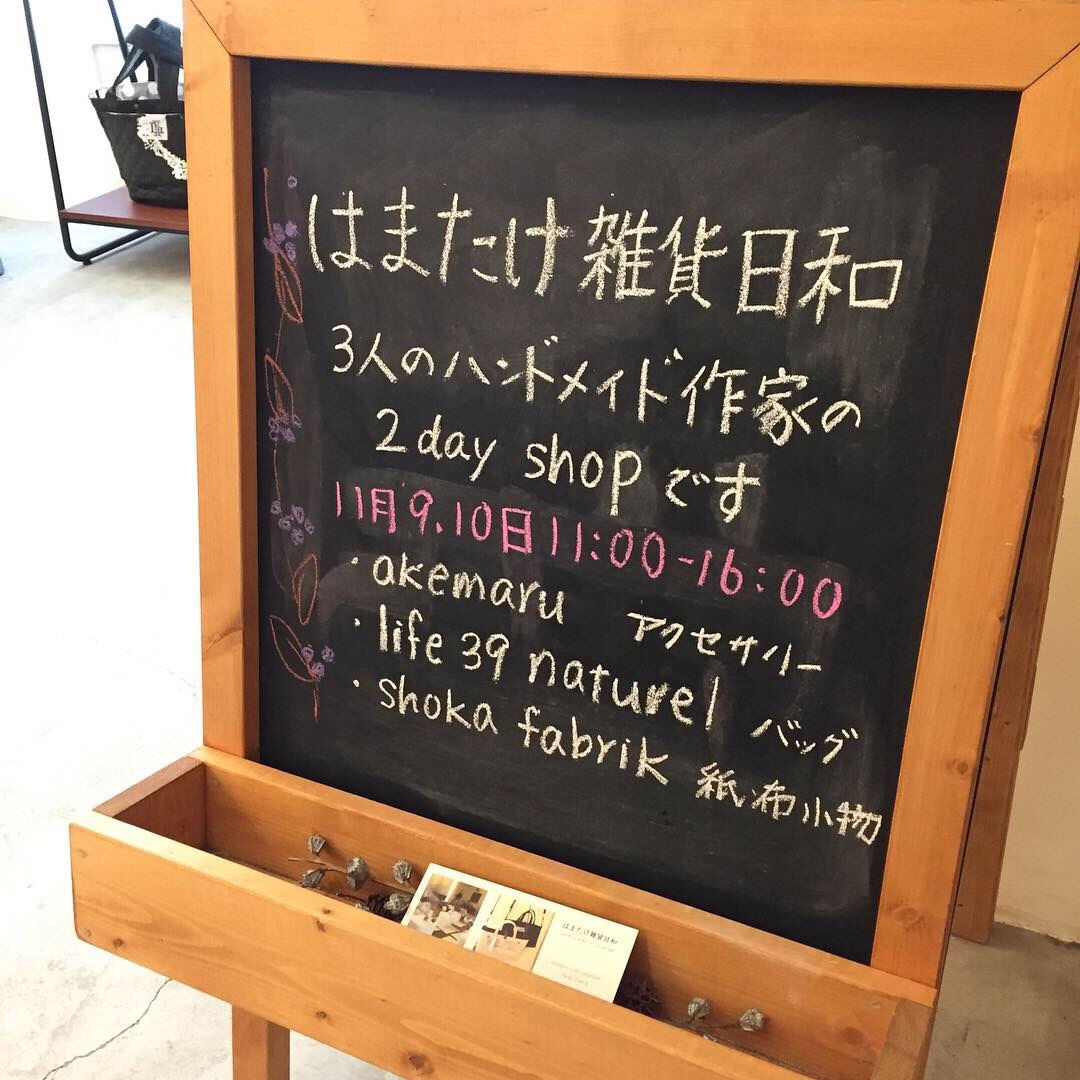 はまたけ雑貨日和
3人のハンドメイド作家の
2day shopです
11月9.10日11:00-16:00
・akemaru アクセサリー
・life39naturel バッグ
・shoka fabrik 紙・布小物
はまたけ雑貨日和